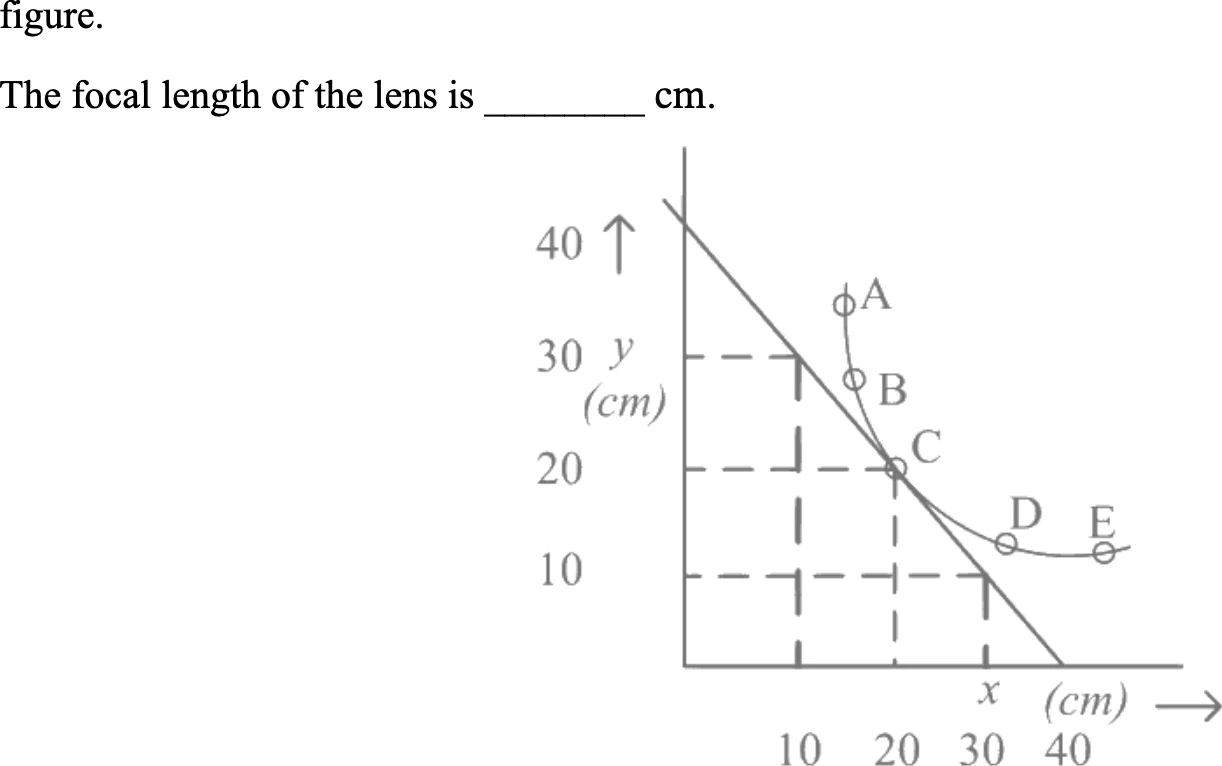 figure.
The focal length of the lens is ________ cm.
40
A
30 y
(cm)
B
C
20
D E
10
x (cm)
10 20 30 40